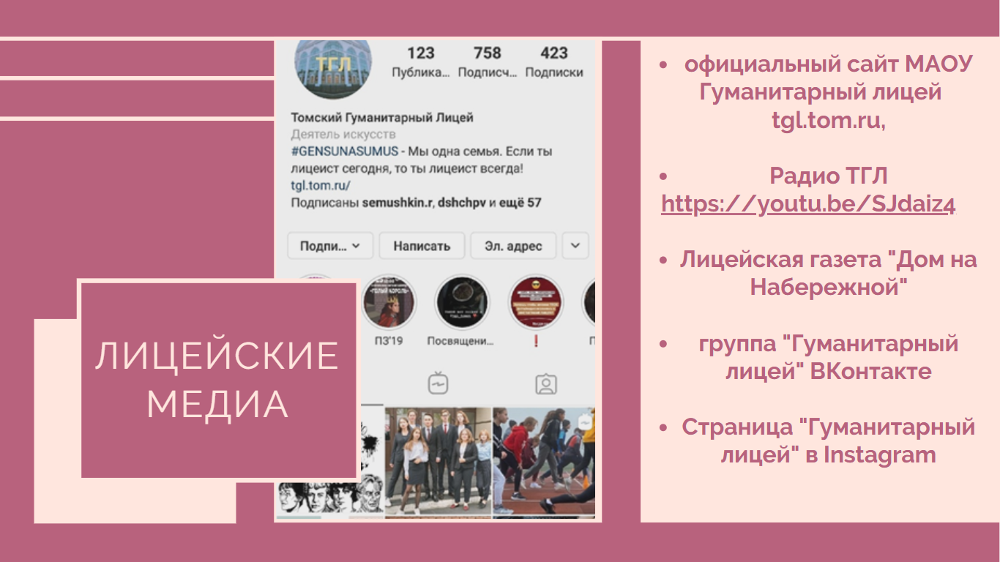 ТГЛ
123 758 423
Публика... Подписч... Подписки
Томский Гуманитарный Лицей
Деятель искусств
#GENSUNASUMUS - Мы одна семья. Если ты
лицеист сегодня, то ты лицеист всегда!
tgl.tom.ru/
Подписаны semushkin.r, dshchpv и ещё 57
Подпи... Написать Эл. адрес
«ГОЛЫЙ КОРОЛЬ»
ПЗ'19 Посвящени... ❗ П
ЛИЦЕЙСКИЕ
МЕДИА
• официальный сайт МАОУ
Гуманитарный лицей
tgl.tom.ru,
• Радио ТГЛ
https://youtu.be/SJdaiz4
• Лицейская газета "Дом на
Набережной"
• группа "Гуманитарный
лицей" ВКонтакте
• Страница "Гуманитарный
лицей" в Instagram